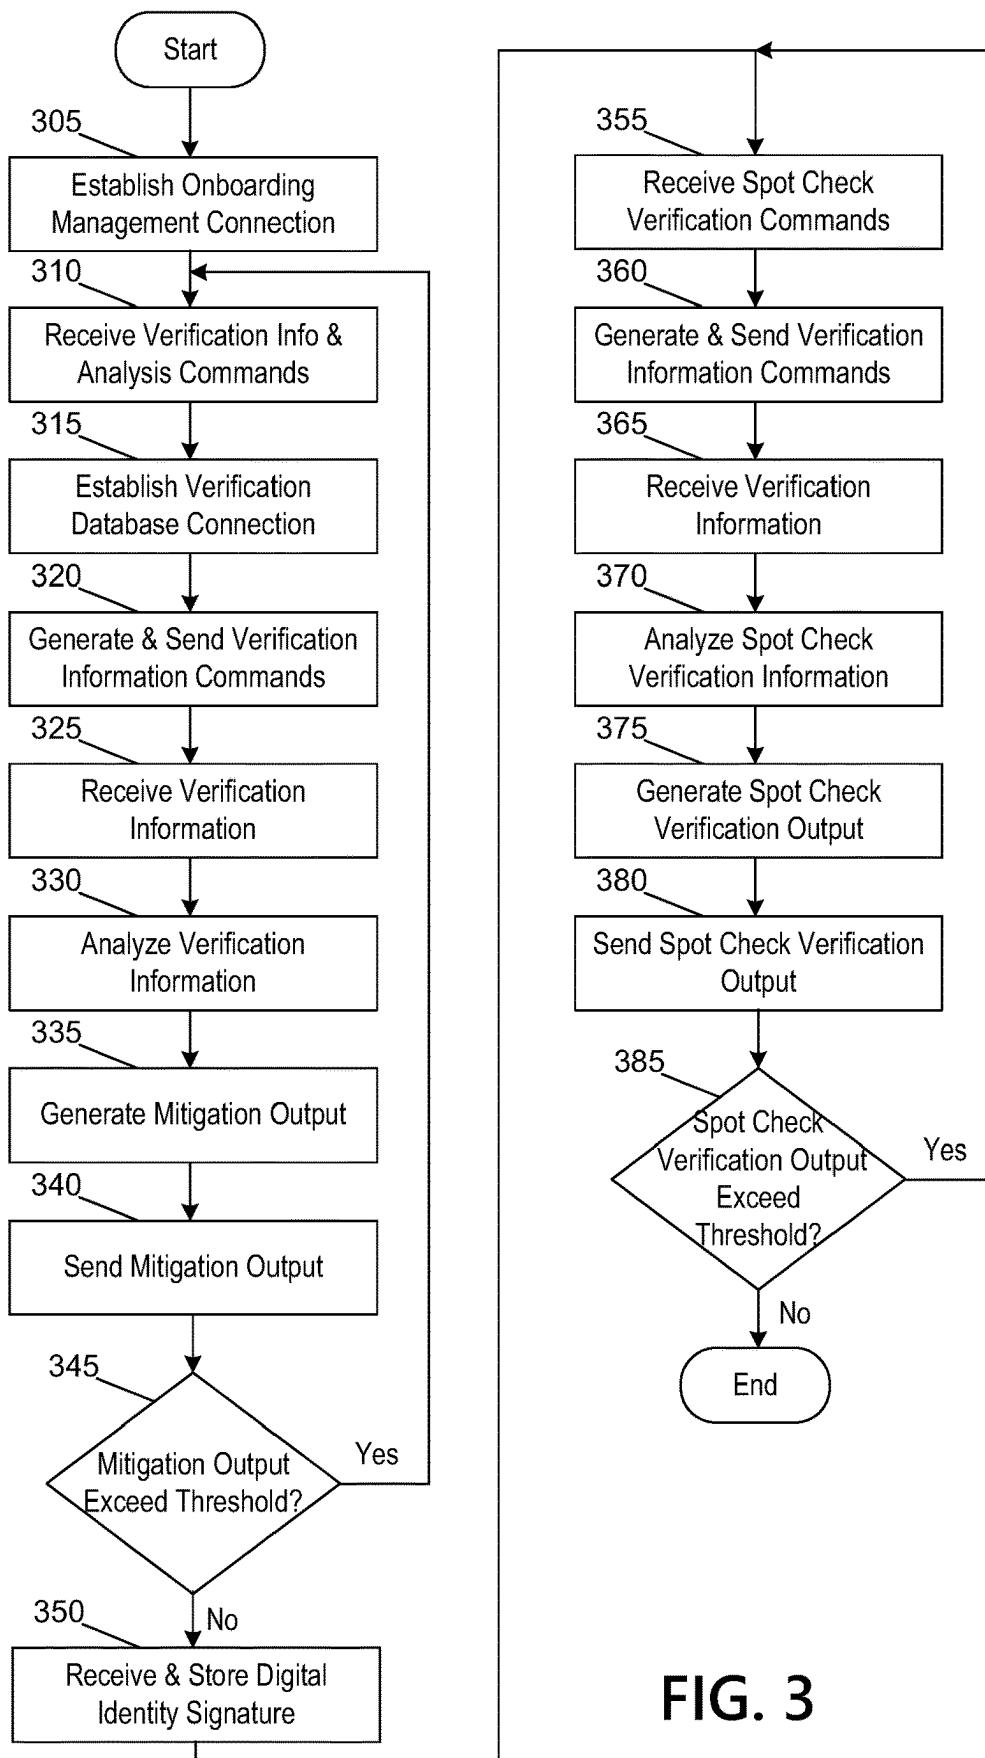 Start
305
Establish Onboarding
Management Connection
310
Receive Verification Info &
Analysis Commands
315
Establish Verification
Database Connection
320
Generate & Send Verification
Information Commands
325
Receive Verification
Information
330
Analyze Verification
Information
335
Generate Mitigation Output
340
Send Mitigation Output
345
Mitigation Output
Exceed Threshold?
Yes
No
350
Receive & Store Digital
Identity Signature
355
Receive Spot Check
Verification Commands
360
Generate & Send Verification
Information Commands
365
Receive Verification
Information
370
Analyze Spot Check
Verification Information
375
Generate Spot Check
Verification Output
380
Send Spot Check Verification
Output
385
Spot Check
Verification Output
Exceed
Threshold?
Yes
No
End
FIG. 3